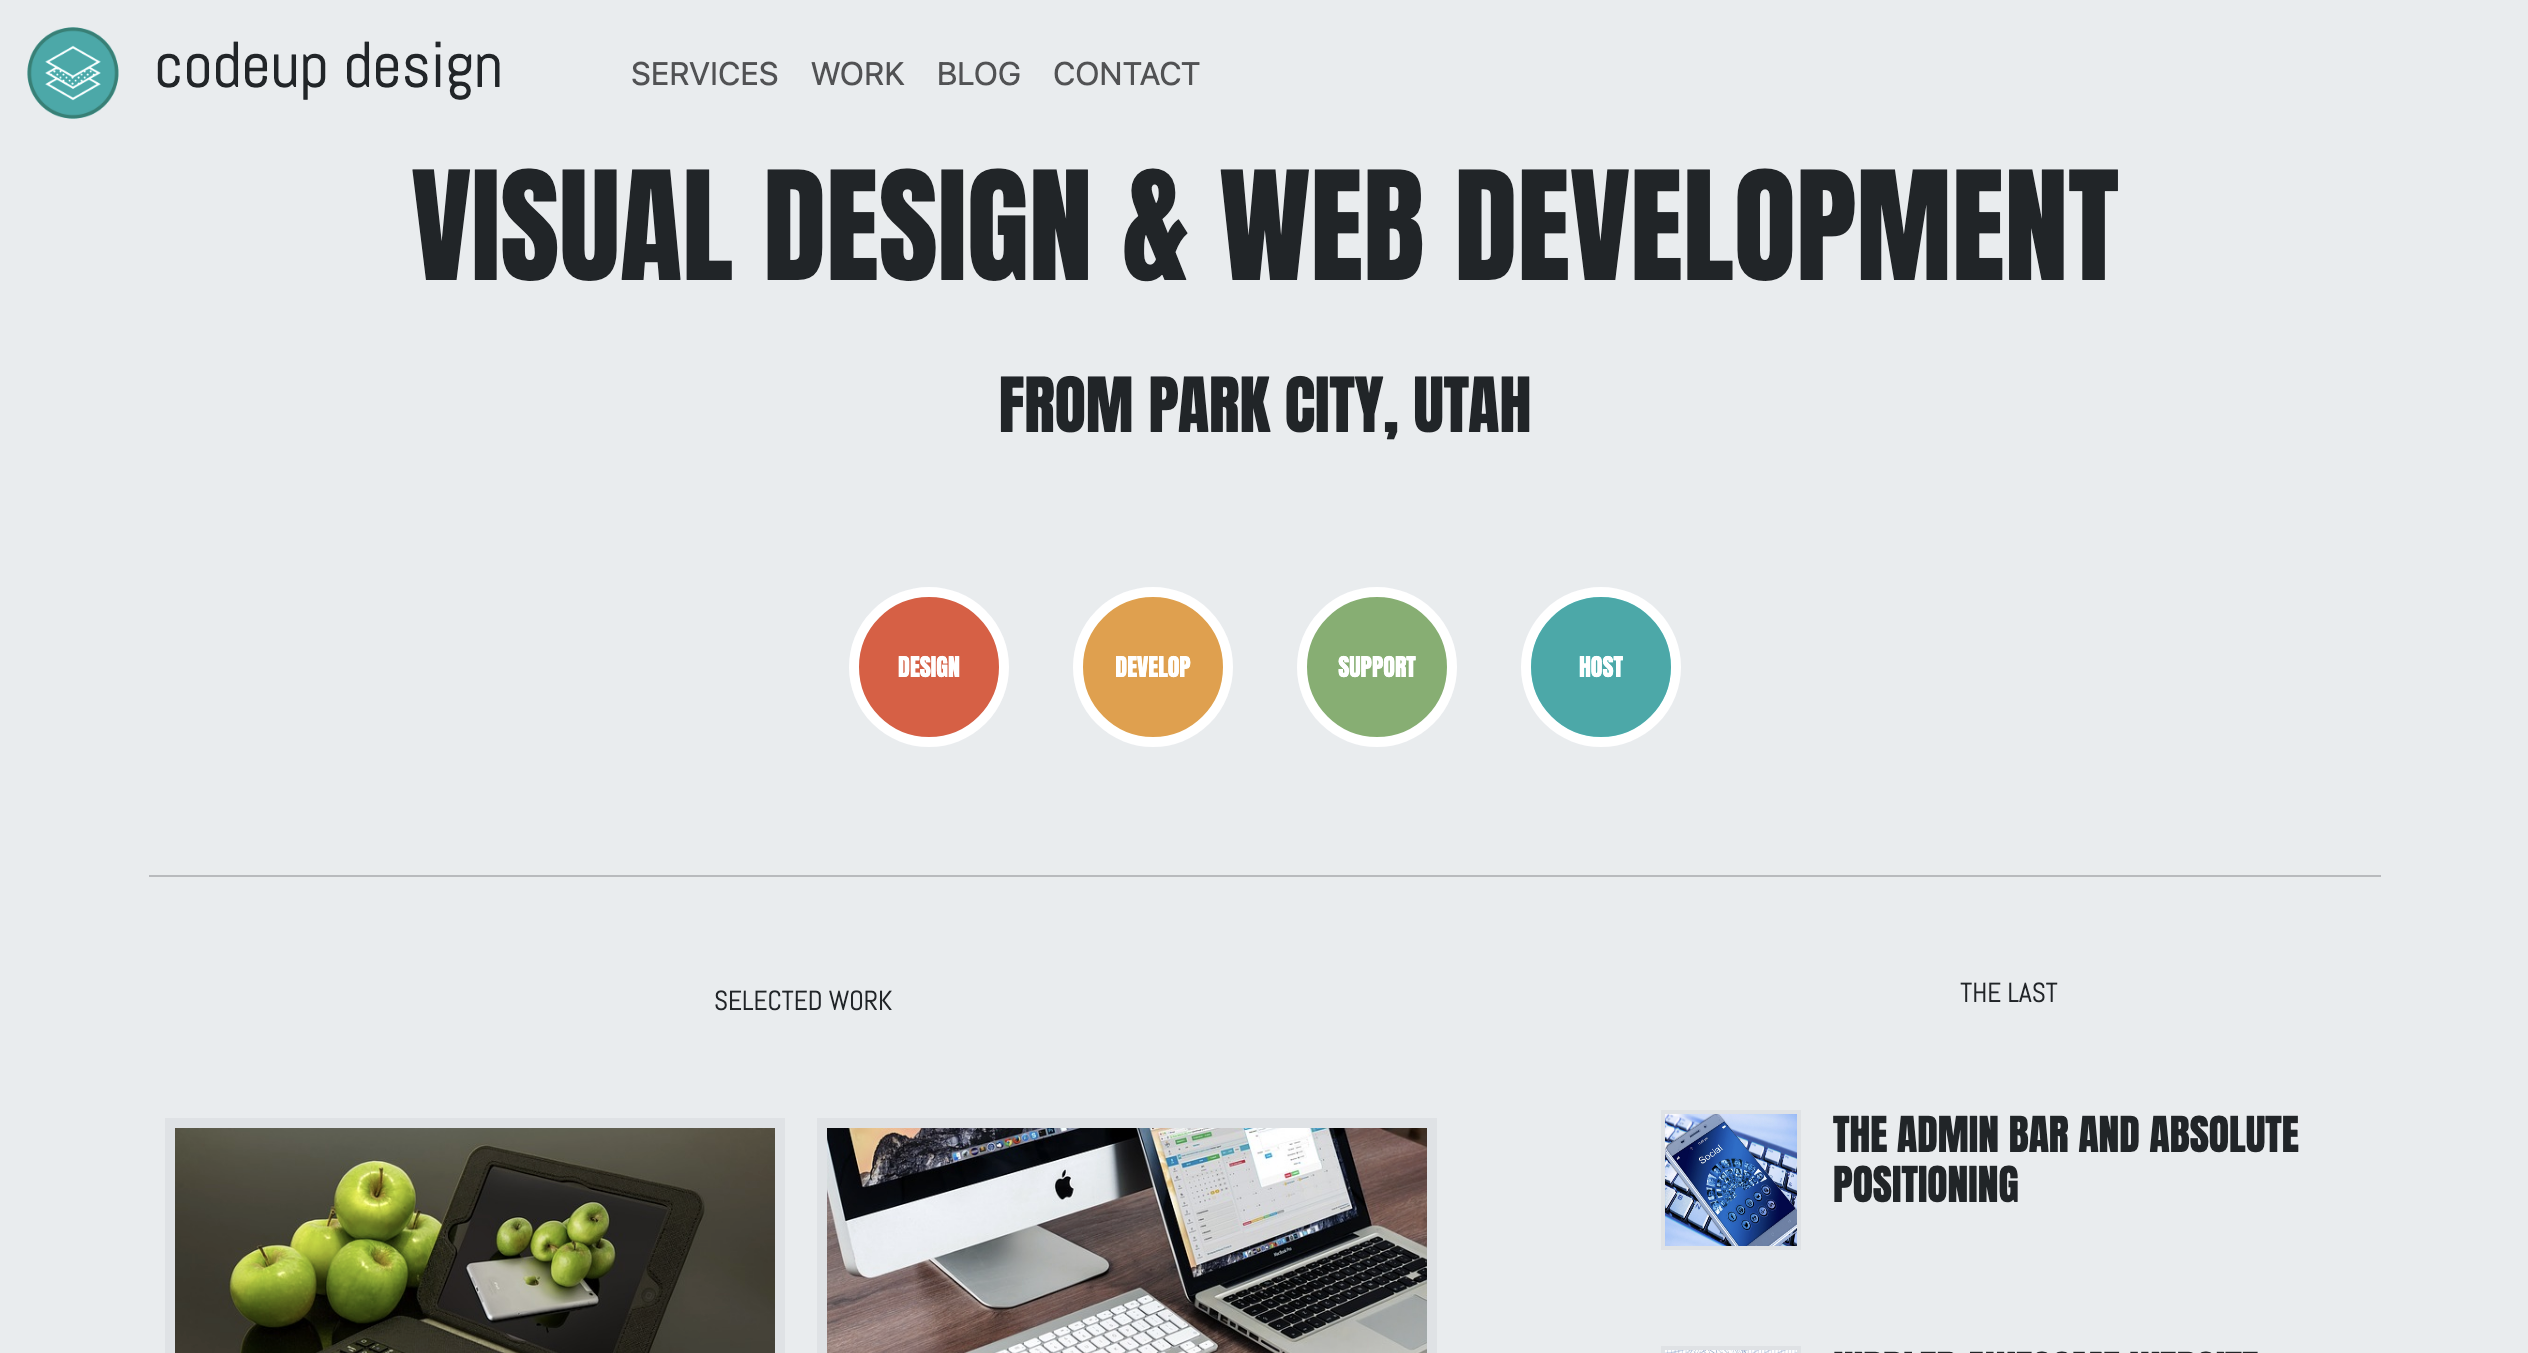 codeup design
SERVICES WORK BLOG CONTACT
VISUAL DESIGN & WEB DEVELOPMENT
FROM PARK CITY, UTAH
DESIGN
DEVELOP
SUPPORT
HOST
SELECTED WORK
THE LAST
Social
THE ADMIN BAR AND ABSOLUTE
POSITIONING